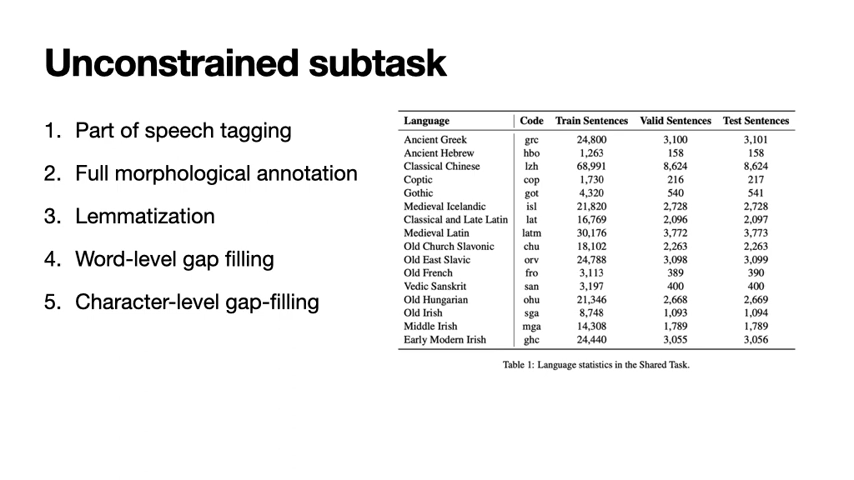 Unconstrained subtask
1. Part of speech tagging
2. Full morphological annotation
3. Lemmatization
4. Word-level gap filling
5. Character-level gap-filling
Language Code Train Sentences Valid Sentences Test Sentences
Ancient Greek grc 24,800 3,100 3,101
Ancient Hebrew hbo 1,263 158 158
Classical Chinese lzh 68,991 8,624 8,624
Coptic cop 1,730 216 217
Gothic got 4,320 540 541
Medieval Icelandic isl 21,820 2,728 2,728
Classical and Late Latin lat 16,769 2,096 2,097
Medieval Latin latm 30,176 3,772 3,773
Old Church Slavonic chu 18,102 2,263 2,263
Old East Slavic orv 24,788 3,098 3,099
Old French fro 3,113 389 390
Vedic Sanskrit san 3,197 400 400
Old Hungarian ohu 21,346 2,668 2,669
Old Irish sga 8,748 1,093 1,094
Middle Irish mga 14,308 1,789 1,789
Early Modern Irish ghc 24,440 3,055 3,056
Table 1: Language statistics in the Shared Task.